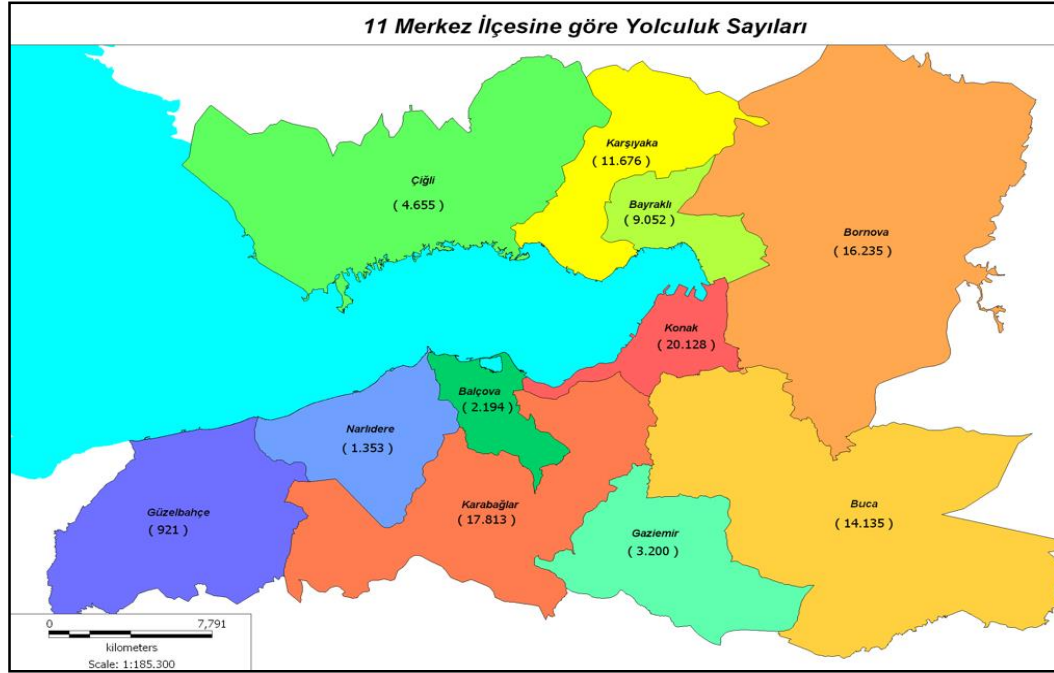 11 Merkez İlçesine göre Yolculuk Sayıları
Karşıyaka
( 11.676 )
Çiğli
( 4.655 )
Bayraklı
( 9.052 )
Bornova
( 16.235 )
Konak
( 20.128 )
Balçova
( 2.194 )
Narlıdere
( 1.353 )
Karabağlar
( 17.813 )
Buca
( 14.135 )
Güzelbahçe
( 921 )
Gaziemir
( 3.200 )
0 7,791
kilometers
Scale: 1:185.300